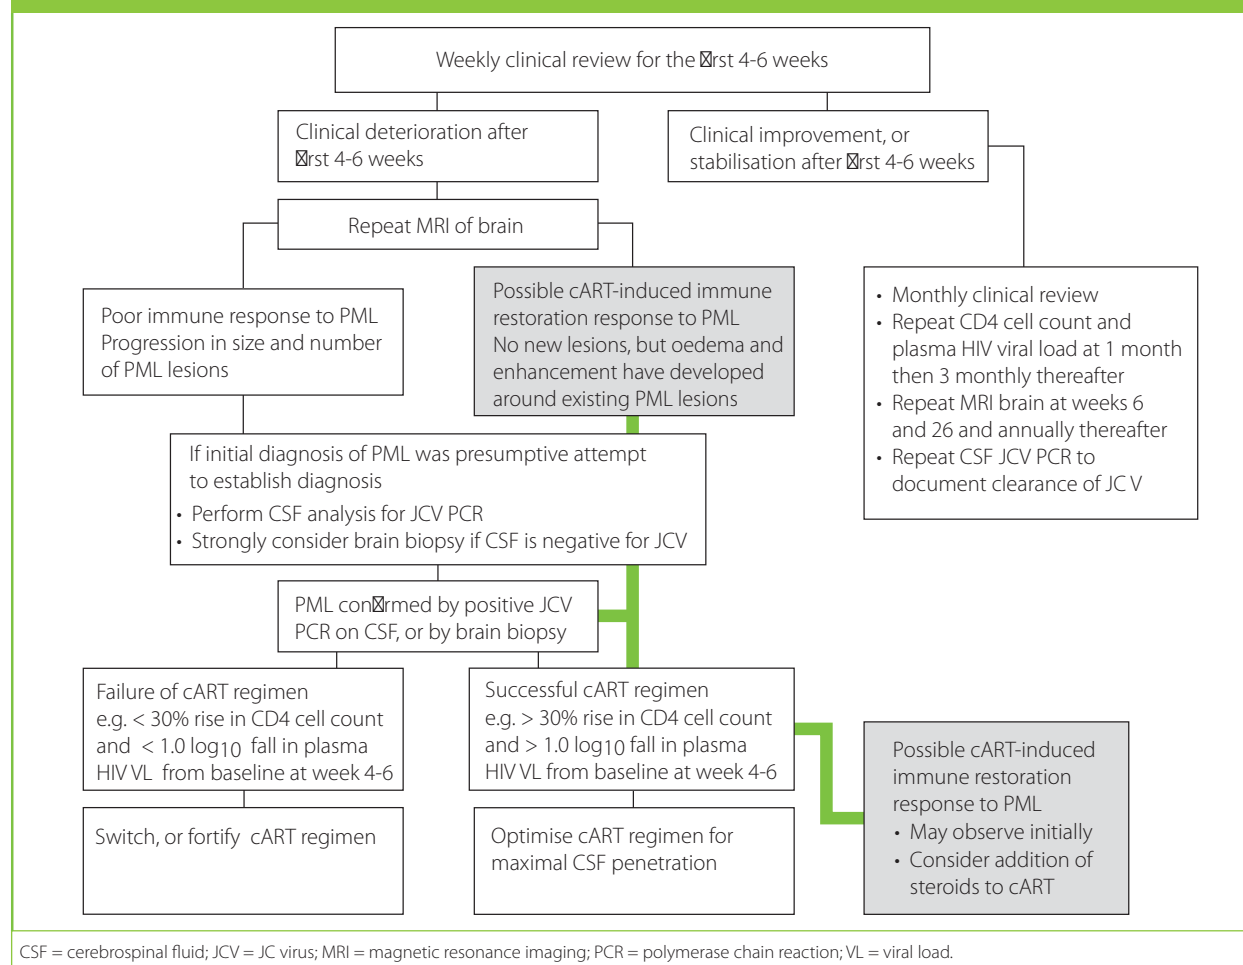 Weekly clinical review for the rst 4-6 weeks
Clinical deterioration after
rst 4-6 weeks
Clinical improvement, or
stabilisation after rst 4-6 weeks
Repeat MRI of brain
Poor immune response to PML
Progression in size and number
of PML lesions
Possible cART-induced immune
restoration response to PML
No new lesions, but oedema and
enhancement have developed
around existing PML lesions
• Monthly clinical review
• Repeat CD4 cell count and
plasma HIV viral load at 1 month
then 3 monthly thereafter
• Repeat MRI brain at weeks 6
and 26 and annually thereafter
• Repeat CSF JCV PCR to
document clearance of JC V
If initial diagnosis of PML was presumptive attempt
to establish diagnosis
• Perform CSF analysis for JCV PCR
• Strongly consider brain biopsy if CSF is negative for JCV
PML con rmed by positive JCV
PCR on CSF, or by brain biopsy
Failure of cART regimen
e.g. < 30% rise in CD4 cell count
and < 1.0 log10 fall in plasma
HIV VL from baseline at week 4-6
Successful cART regimen
e.g. > 30% rise in CD4 cell count
and > 1.0 log10 fall in plasma
HIV VL from baseline at week 4-6
Possible cART-induced
immune restoration
response to PML
• May observe initially
• Consider addition of
steroids to cART
Switch, or fortify cART regimen
Optimise cART regimen for
maximal CSF penetration
CSF = cerebrospinal fluid; JCV = JC virus; MRI = magnetic resonance imaging; PCR = polymerase chain reaction; VL = viral load.